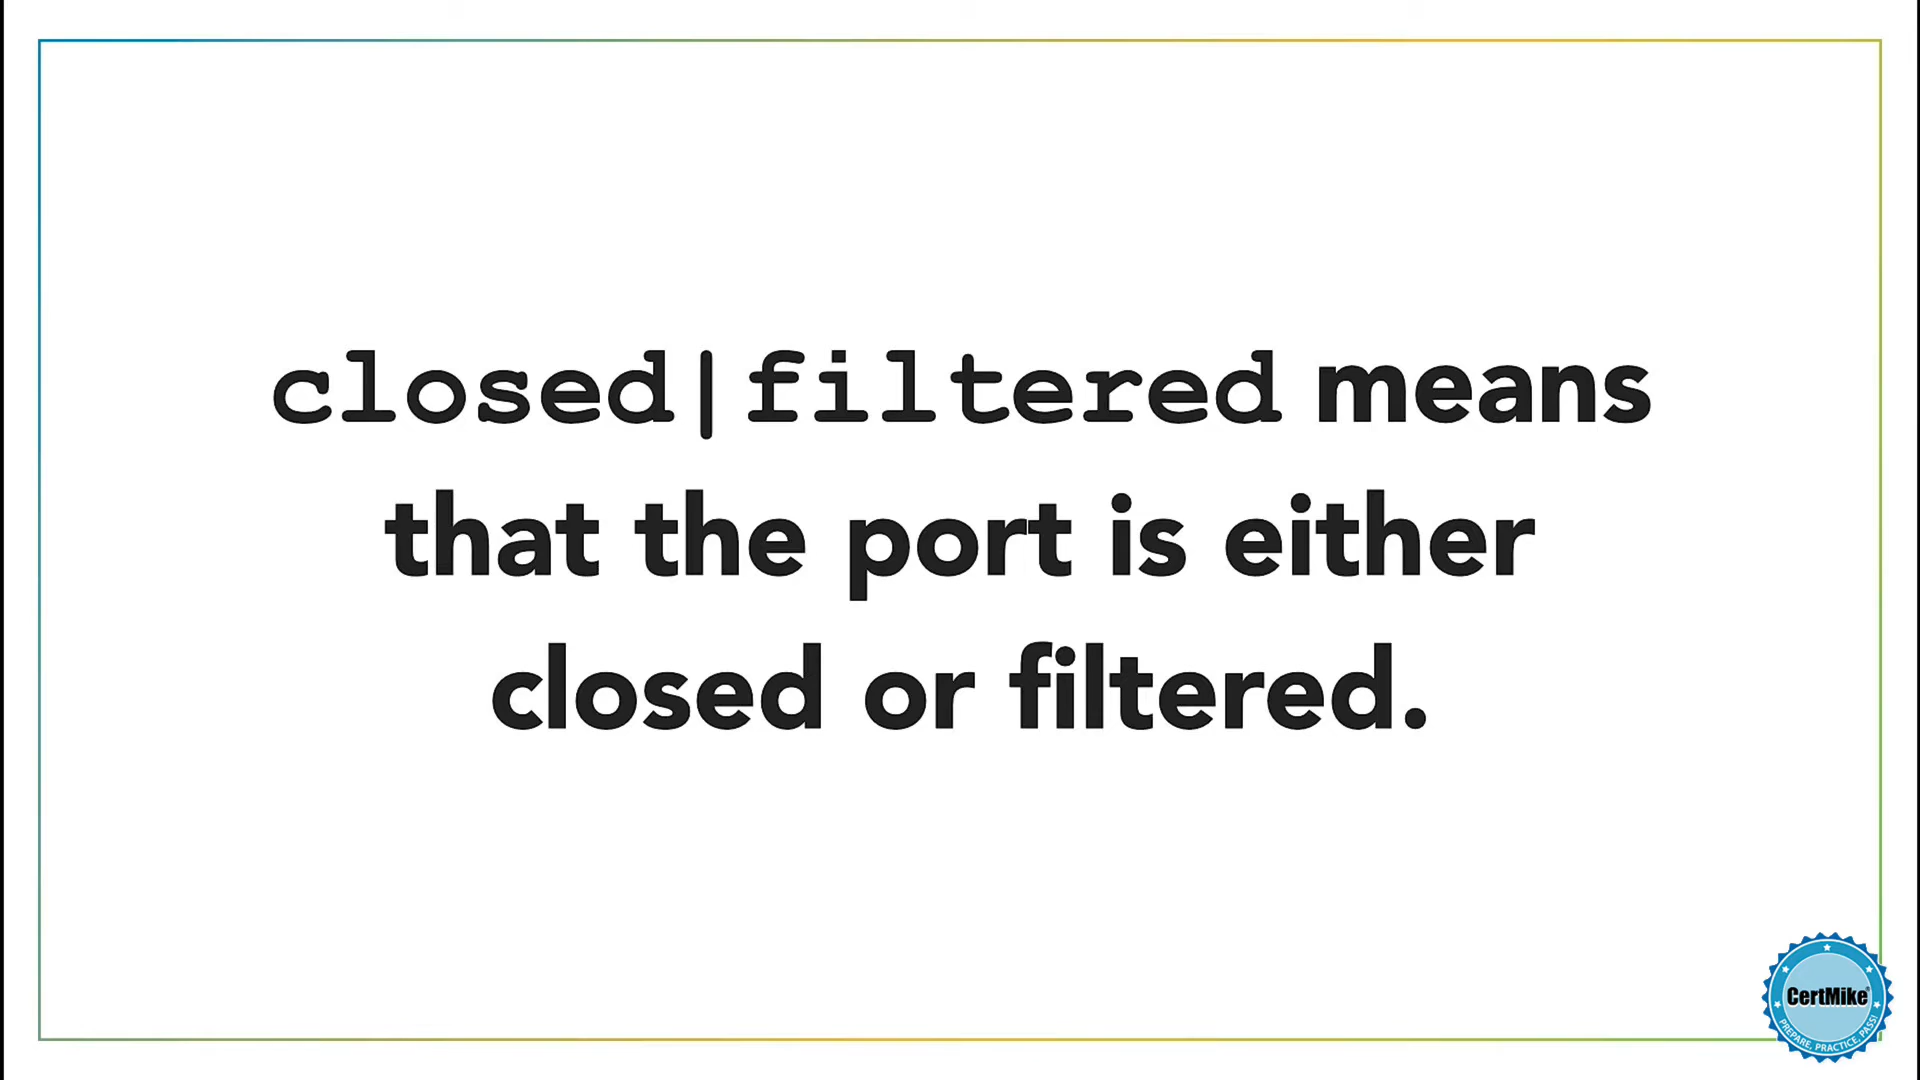 closed|filtered means
that the port is either
closed or filtered.
CertMike®
PREPARE, PRACTICE, PASS!